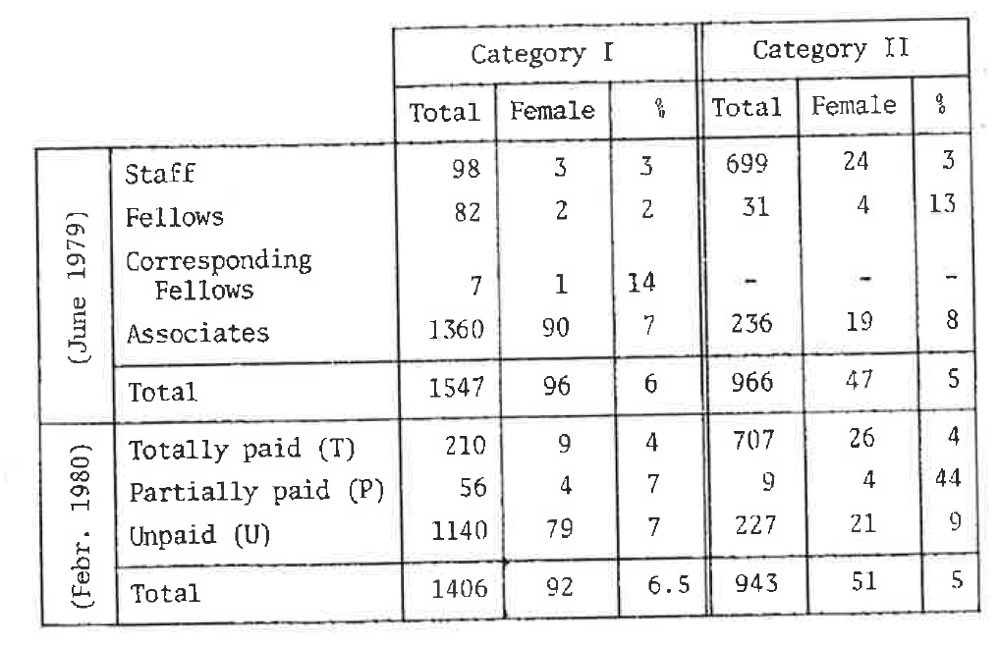 Category I Category II
Total Female % Total Female %
(June 1979)
Staff 98 3 3 699 24 3
Fellows 82 2 2 31 4 13
Corresponding
Fellows 7 1 14 - - -
Associates 1360 90 7 236 19 8
Total 1547 96 6 966 47 5
(Febr. 1980)
Totally paid (T) 210 9 4 707 26 4
Partially paid (P) 56 4 7 9 4 44
Unpaid (U) 1140 79 7 227 21 9
Total 1406 92 6.5 943 51 5